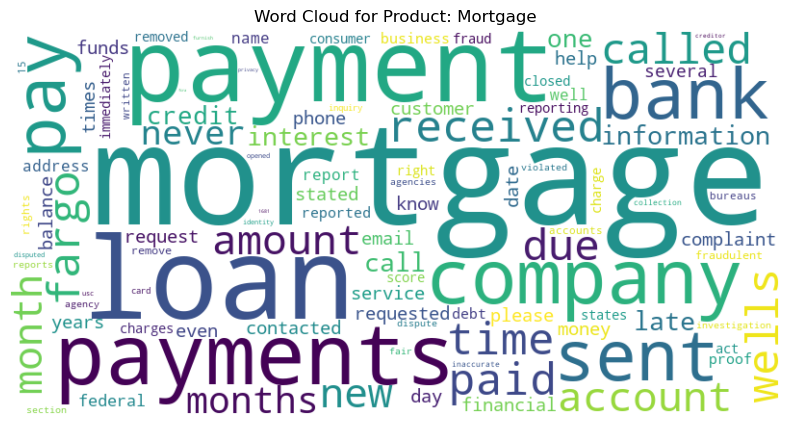 Word Cloud for Product: Mortgage
removed
furnish
consumer
business
fraud
one
called
creditor
funds
name
payment
help
15
times
immediately
written
closed
several
pay
inquiry
well
bank
privacy
credit
phone
customer
reporting
never
interest
received
information
address
opened
mortgage
report
right
agencies
date
violated
charge
bureaus
stated
rights
balance
fargo
reported
know
collection
1681
identity
accounts
disputed
reports
request
remove
loan
amount
email
due
complaint
fraudulent
call
score
company
usc
card
agency
service
month
years
charges
even
contacted
requested
debt
please
states
money
late
investigation
wells
dispute
payments
fair
time
sent
act
proof
inaccurate
paid
federal
months
new
day
financial
account
section